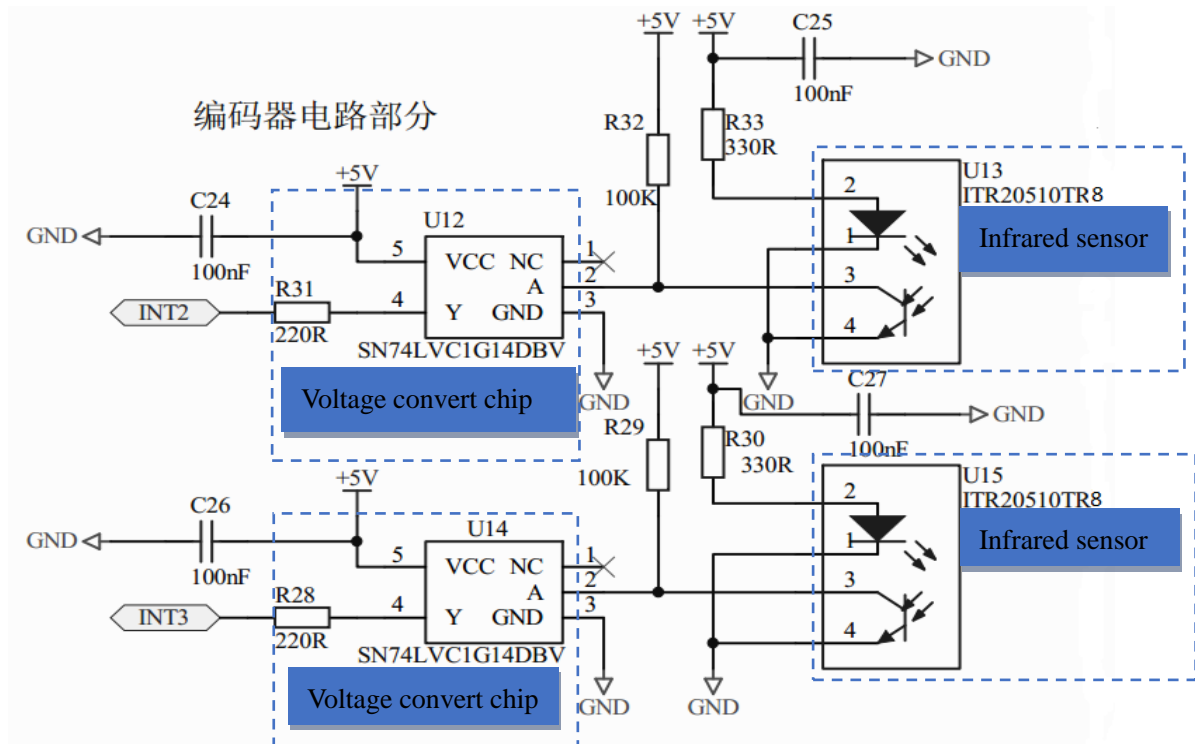 +5V
+5V
C25
GND
100nF
编码器电路部分
R32
100K
R33
330R
U13
ITR20510TR8
Infrared sensor
2
1
3
4
+5V
C24
GND
100nF
U12
5
VCC
NC
1
A
2
INT2
R31
220R
4
Y
GND
3
SN74LVC1G14DBV
Voltage convert chip
GND
GND
+5V
+5V
C27
GND
100nF
R29
100K
R30
330R
U15
ITR20510TR8
Infrared sensor
2
1
3
4
+5V
C26
GND
100nF
U14
5
VCC
NC
1
A
2
INT3
R28
220R
4
Y
GND
3
SN74LVC1G14DBV
Voltage convert chip
GND
GND